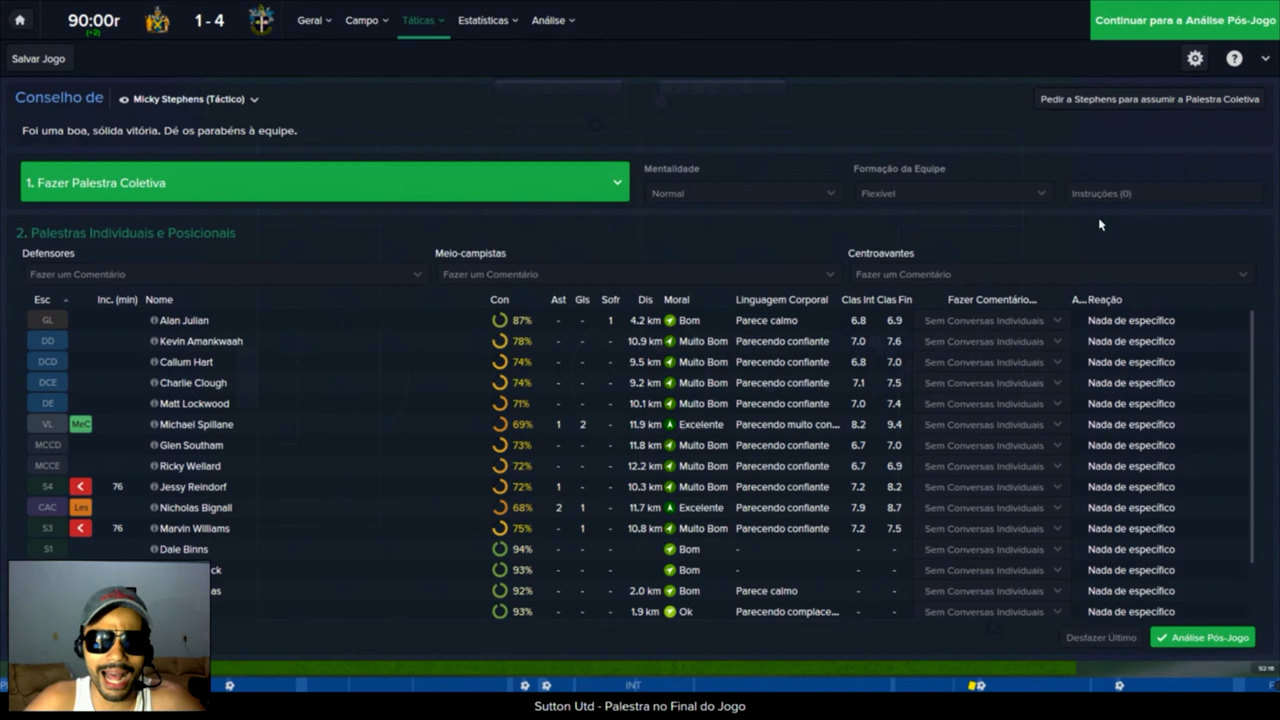 90:00r
(+2)
1 - 4
Geral
Campo
Táticas
Estatísticas
Análise
Continuar para a Análise Pós-Jogo
Salvar Jogo
?
Conselho de
Micky Stephens (Táctico)
Pedir a Stephens para assumir a Palestra Coletiva
Foi uma boa, sólida vitória. Dé os parabéns à equipe.
1. Fazer Palestra Coletiva
Mentalidade
Normal
Formação da Equipe
Flexível
Instruções (0)
2. Palestras Individuais e Posicionais
Defensores
Meio-campistas
Centroavantes
Fazer um Comentário
Fazer um Comentário
Fazer um Comentário
Esc Inc. (min) Nome Con Ast Gls Sofr Dis Moral Linguagem Corporal Clas Int Clas Fin Fazer Comentário... A... Reação
GL Alan Julian 87% - - 1 4.2 km Bom Parece calmo 6.8 6.9 Sem Conversas Individuais Nada de específico
DD Kevin Amankwaah 78% - - - 10.9 km Muito Bom Parecendo confiante 7.0 7.6 Sem Conversas Individuais Nada de específico
DCD Callum Hart 74% - - - 9.5 km Muito Bom Parecendo confiante 6.8 7.0 Sem Conversas Individuais Nada de específico
DCE Charlie Clough 74% - - - 9.2 km Muito Bom Parecendo confiante 7.1 7.5 Sem Conversas Individuais Nada de específico
DE Matt Lockwood 71% - - - 10.1 km Muito Bom Parecendo confiante 7.0 7.4 Sem Conversas Individuais Nada de específico
VL MeC Michael Spillane 69% 1 2 - 11.9 km Excelente Parecendo muito con... 8.2 9.4 Sem Conversas Individuais Nada de específico
MCCD Glen Southam 73% - - - 11.8 km Muito Bom Parecendo confiante 6.7 7.0 Sem Conversas Individuais Nada de específico
MCCE Ricky Wellard 72% - - - 12.2 km Muito Bom Parecendo confiante 6.7 6.9 Sem Conversas Individuais Nada de específico
S4 76 Jessy Reindorf 72% 1 - - 10.3 km Muito Bom Parecendo confiante 7.2 8.2 Sem Conversas Individuais Nada de específico
CAC Les Nicholas Bignall 68% 2 1 - 11.7 km Excelente Parecendo confiante 7.9 8.7 Sem Conversas Individuais Nada de específico
S3 76 Marvin Williams 75% - 1 - 10.8 km Muito Bom Parecendo confiante 7.2 7.5 Sem Conversas Individuais Nada de específico
S1 Dale Binns 94% Bom - - - Sem Conversas Individuais Nada de específico
ck 93% Bom - - - Sem Conversas Individuais Nada de específico
as 92% - - - 2.0 km Bom Parece calmo - - Sem Conversas Individuais Nada de específico
93% - - - 1.9 km Ok Parecendo complace... - - Sem Conversas Individuais Nada de específico
Desfazer Último
Análise Pós-Jogo
INT
Sutton Utd - Palestra no Final do Jogo